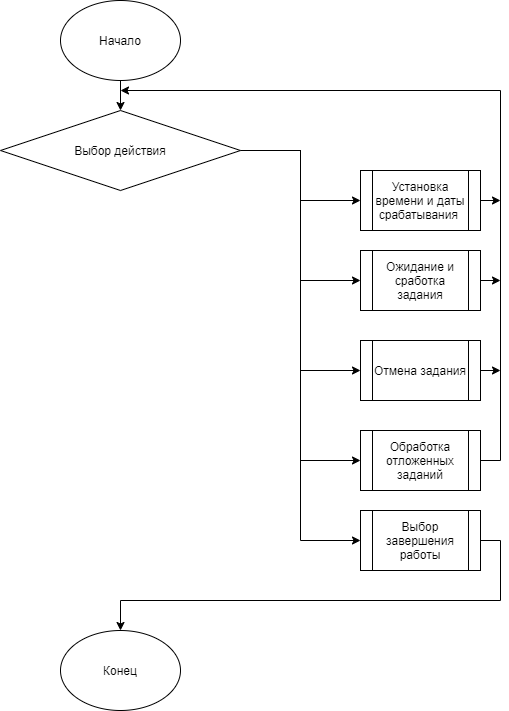 Начало
Выбор действия
Установка
времени и даты
срабатывания
Ожидание и
сработка
задания
Отмена задания
Обработка
отложенных
заданий
Выбор
завершения
работы
Конец